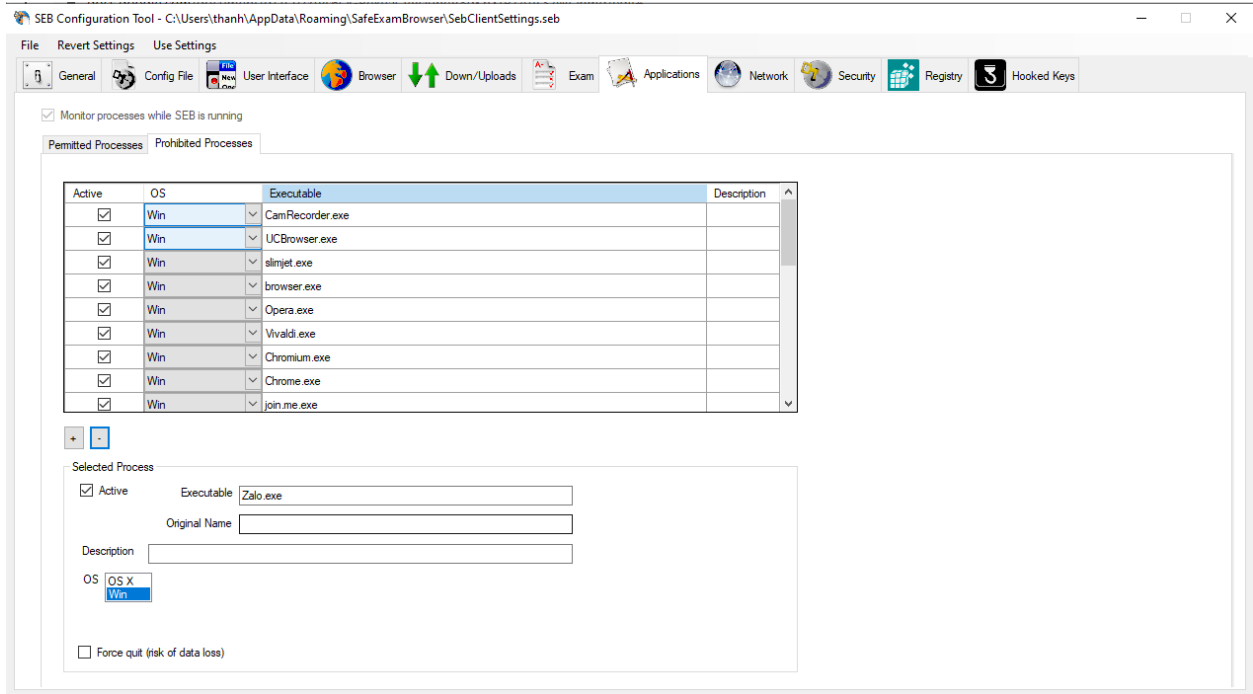 SEB Configuration Tool - C:\Users\thanh\AppData\Roaming\SafeExamBrowser\SebClientSettings.seb
File Revert Settings Use Settings
General Config File User Interface Browser Down/Uploads Exam Applications Network Security Registry Hooked Keys
Monitor processes while SEB is running
Permitted Processes Prohibited Processes
Active OS Executable Description
Win CamRecorder.exe
Win UCBrowser.exe
Win slimjet.exe
Win browser.exe
Win Opera.exe
Win Vivaldi.exe
Win Chromium.exe
Win Chrome.exe
Win join.me.exe
+ -
Selected Process
Active Executable Zalo.exe
Original Name
Description
OS OS X
Win
Force quit (risk of data loss)